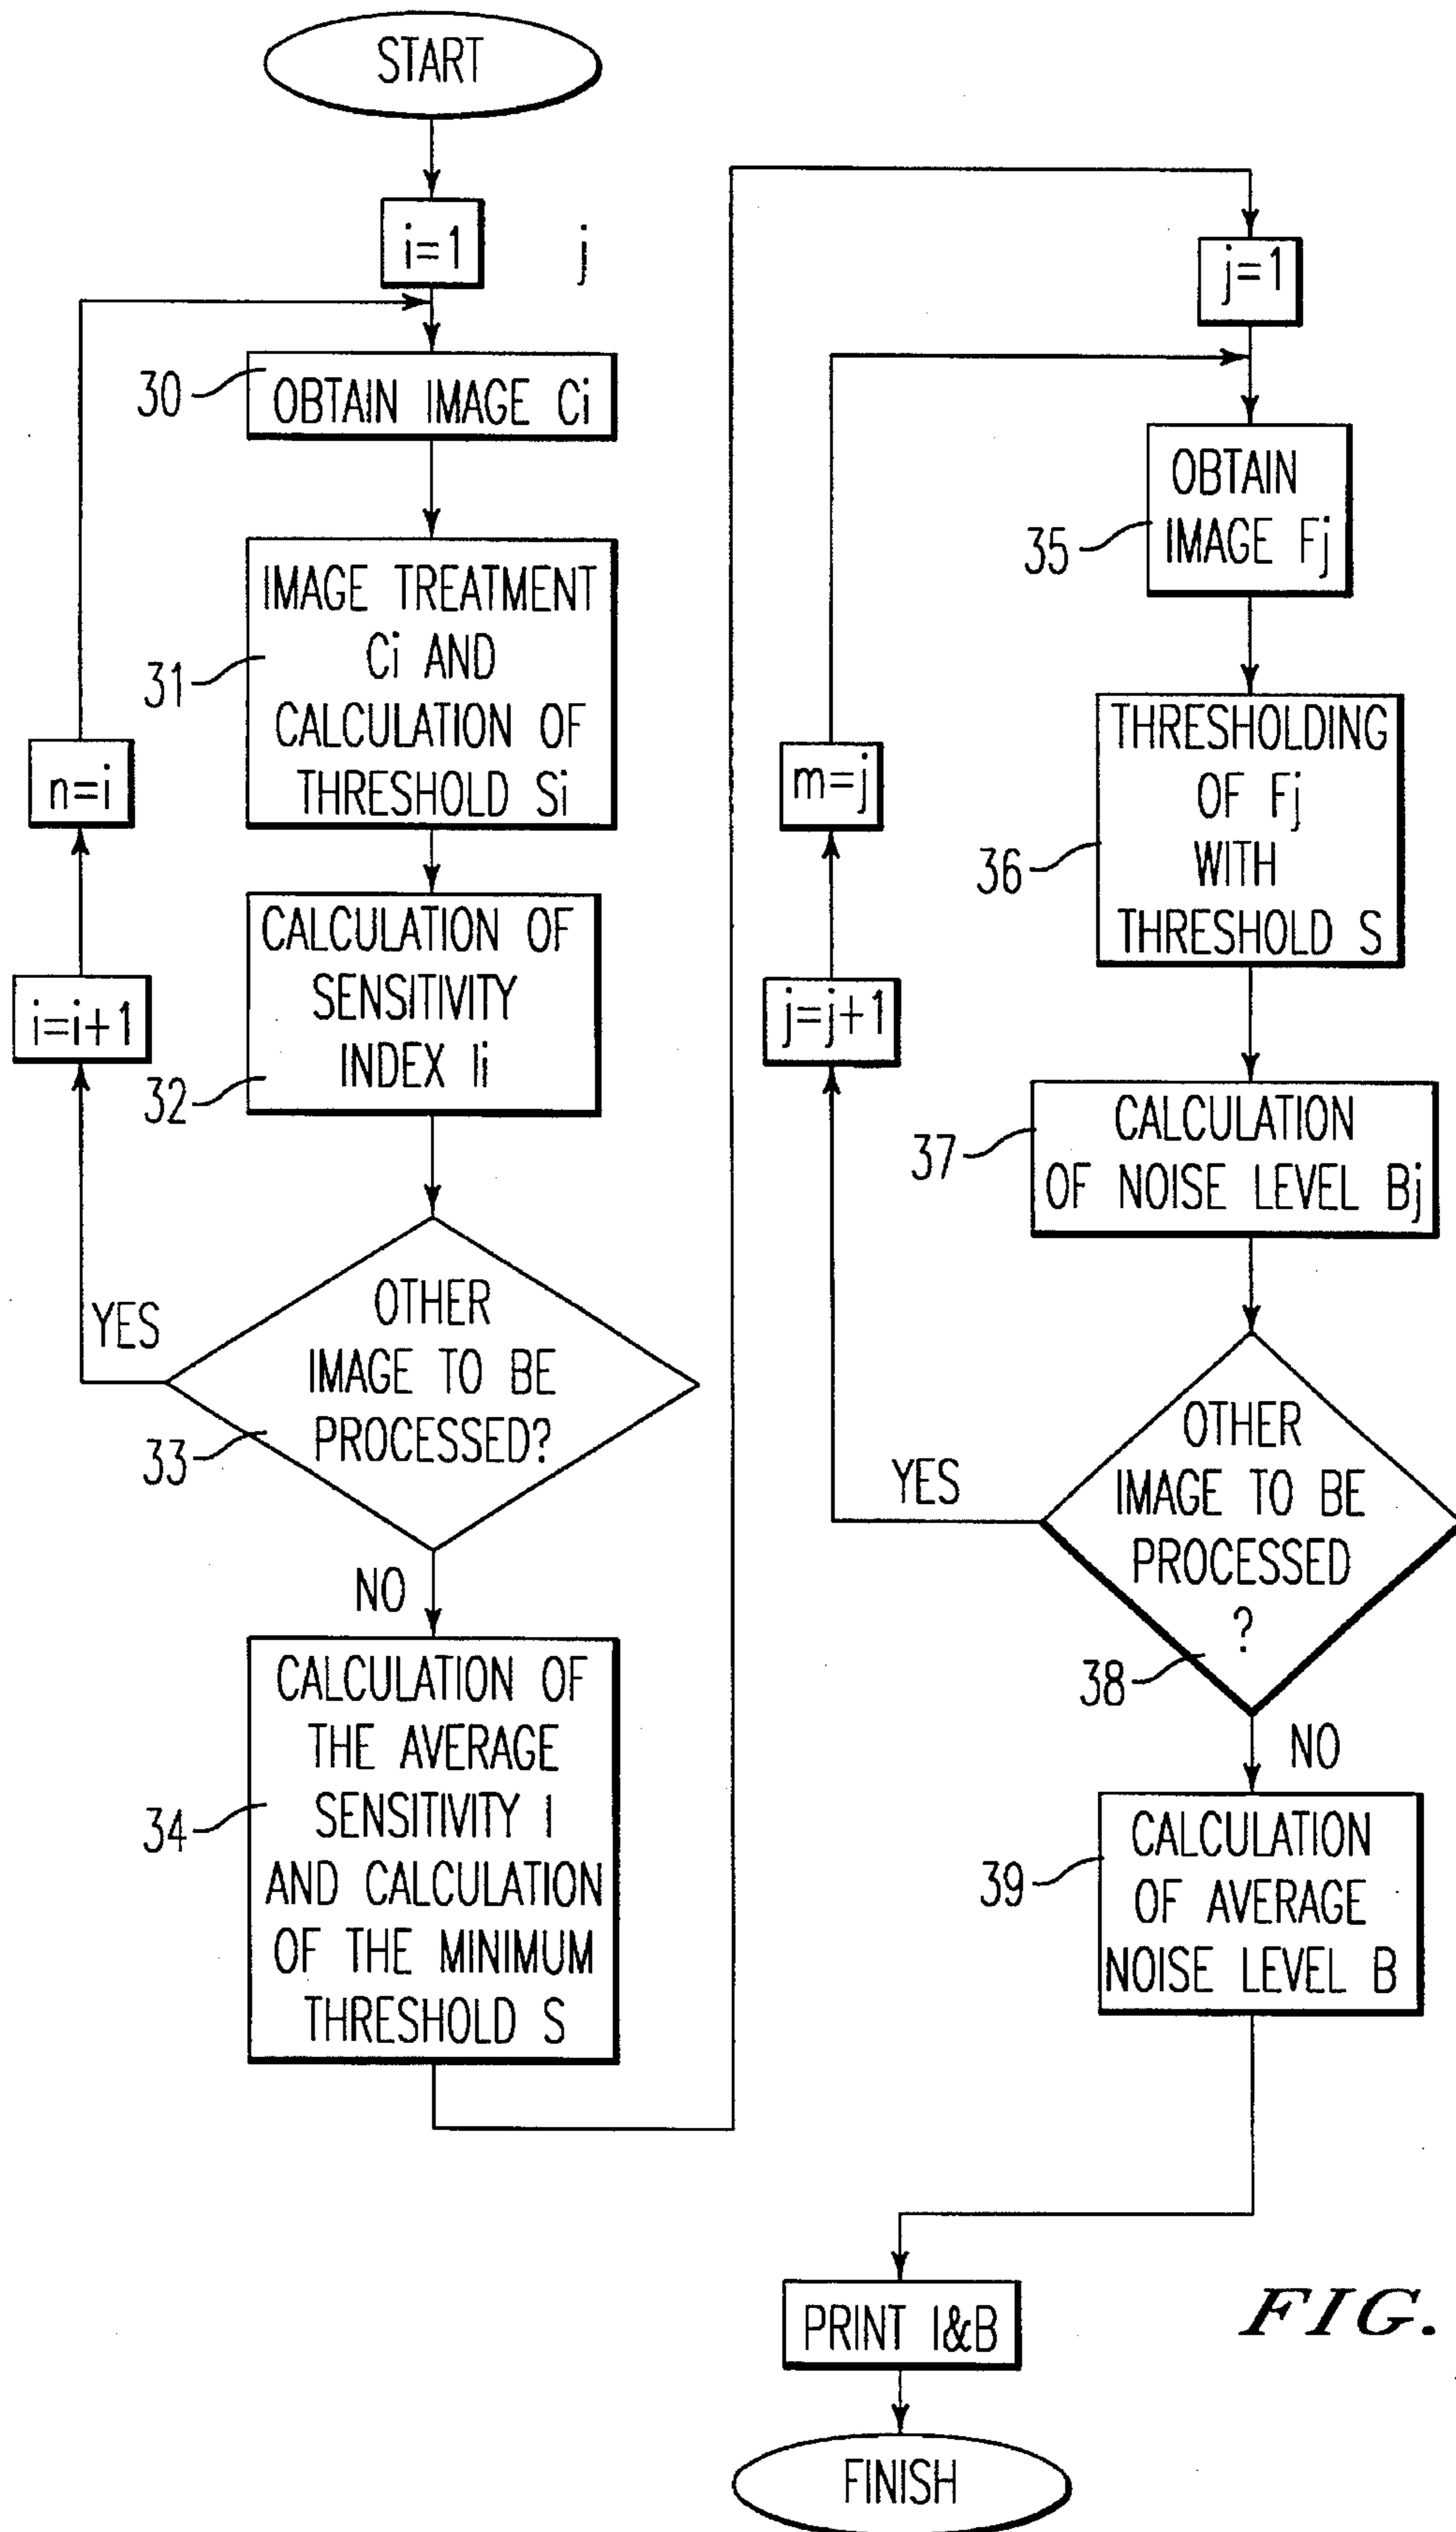 START
i=1
j
30
OBTAIN IMAGE Ci
31
IMAGE TREATMENT
Ci AND
CALCULATION OF
THRESHOLD Si
n=i
32
CALCULATION OF
SENSITIVITY
INDEX Ii
i=i+1
YES
33
OTHER
IMAGE TO BE
PROCESSED?
NO
34
CALCULATION OF
THE AVERAGE
SENSITIVITY I
AND CALCULATION
OF THE MINIMUM
THRESHOLD S
j=1
35
OBTAIN
IMAGE Fj
m=j
36
THRESHOLDING
OF Fj
WITH
THRESHOLD S
j=j+1
37
CALCULATION
OF NOISE LEVEL Bj
YES
38
OTHER
IMAGE TO BE
PROCESSED
?
NO
39
CALCULATION
OF AVERAGE
NOISE LEVEL B
PRINT I&B
FINISH
FIG.